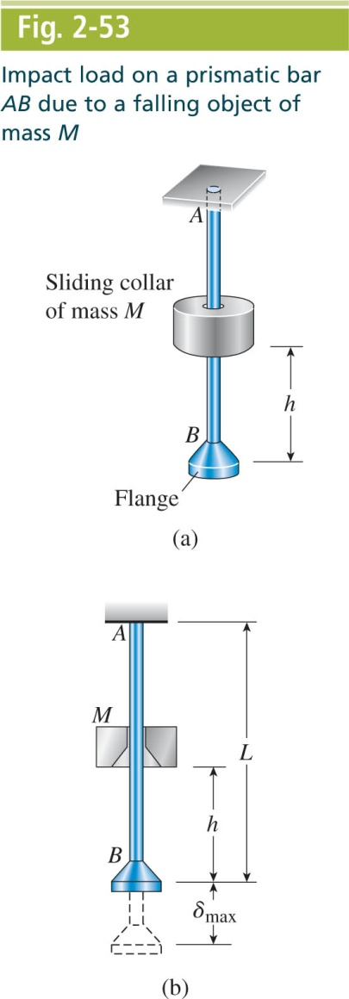 Fig. 2-53
Impact load on a prismatic bar
AB due to a falling object of
mass M
A
Sliding collar
of mass M
h
B
Flange
(a)
A
M
L
h
B
δmax
(b)